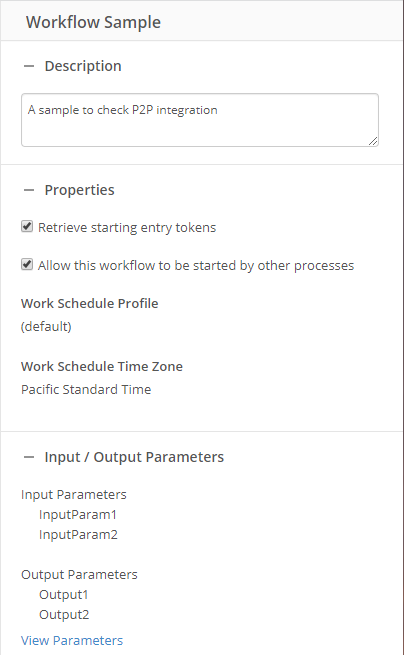 Workflow Sample
Description
A sample to check P2P integration
Properties
Retrieve starting entry tokens
Allow this workflow to be started by other processes
Work Schedule Profile
(default)
Work Schedule Time Zone
Pacific Standard Time
Input / Output Parameters
Input Parameters
InputParam1
InputParam2
Output Parameters
Output1
Output2
View Parameters